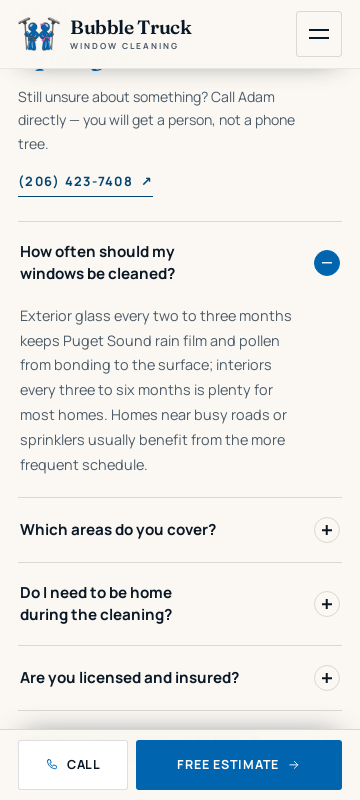 Bubble Truck
WINDOW CLEANING
Still unsure about something? Call Adam
directly — you will get a person, not a phone
tree.
(206) 423-7408 ↗
How often should my
windows be cleaned?
Exterior glass every two to three months
keeps Puget Sound rain film and pollen
from bonding to the surface; interiors
every three to six months is plenty for
most homes. Homes near busy roads or
sprinklers usually benefit from the more
frequent schedule.
Which areas do you cover?
Do I need to be home
during the cleaning?
Are you licensed and insured?
CALL
FREE ESTIMATE →